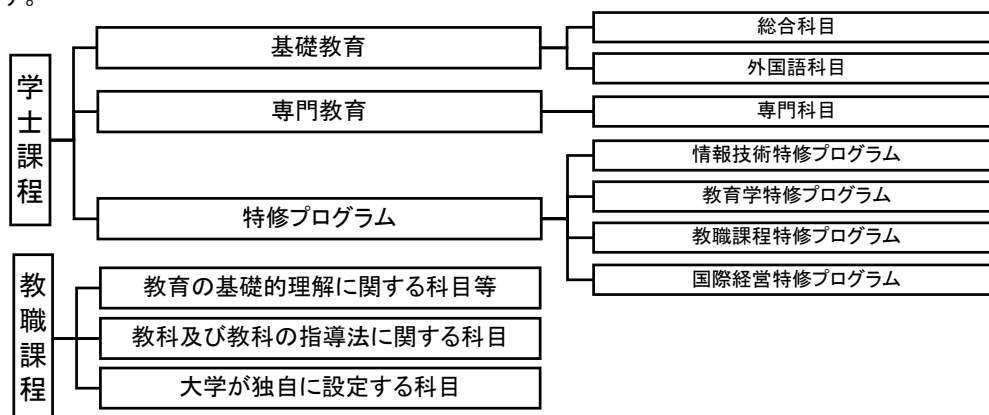 す。
学士課程
基礎教育
総合科目
外国語科目
専門教育
専門科目
特修プログラム
情報技術特修プログラム
教育学特修プログラム
教職課程特修プログラム
国際経営特修プログラム
教職課程
教育の基礎的理解に関する科目等
教科及び教科の指導法に関する科目
大学が独自に設定する科目